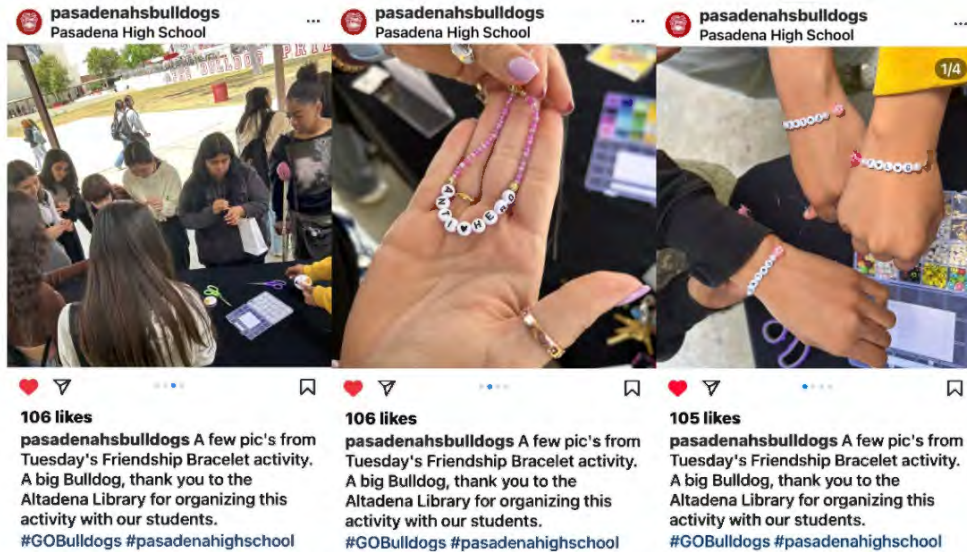 pasadenahsbulldogs
Pasadena High School
106 likes
pasadenahsbulldogs A few pic's from
Tuesday's Friendship Bracelet activity.
A big Bulldog, thank you to the
Altadena Library for organizing this
activity with our students.
#GOBulldogs #pasadenahighschool
pasadenahsbulldogs
Pasadena High School
ANTI♥HE
106 likes
pasadenahsbulldogs A few pic's from
Tuesday's Friendship Bracelet activity.
A big Bulldog, thank you to the
Altadena Library for organizing this
activity with our students.
#GOBulldogs #pasadenahighschool
pasadenahsbulldogs
Pasadena High School
1/4
105 likes
pasadenahsbulldogs A few pic's from
Tuesday's Friendship Bracelet activity.
A big Bulldog, thank you to the
Altadena Library for organizing this
activity with our students.
#GOBulldogs #pasadenahighschool